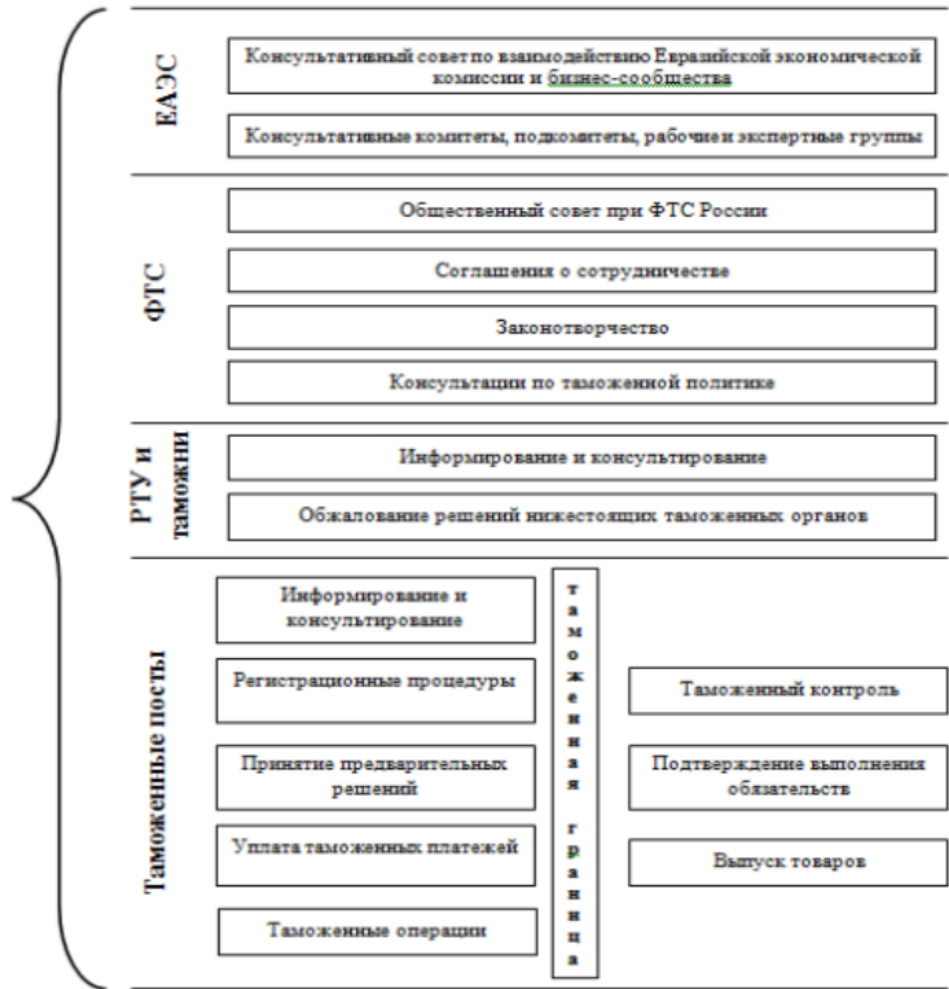 ЕАЭС
Консультативный совет по взаимодействию Евразийской экономической
комиссии и бизнес-сообщества
Консультативные комитеты, подкомитеты, рабочие и экспертные группы
ФТС
Общественный совет при ФТС России
Соглашения о сотрудничестве
Законотворчество
Консультации по таможенной политике
РТУ и
таможни
Информирование и консультирование
Обжалование решений нижестоящих таможенных органов
Таможенные посты
Информирование и
консультирование
Регистрационные процедуры
Принятие предварительных
решений
Уплата таможенных платежей
Таможенные операции
таможенная граница
Таможенный контроль
Подтверждение выполнения
обязательств
Выпуск товаров